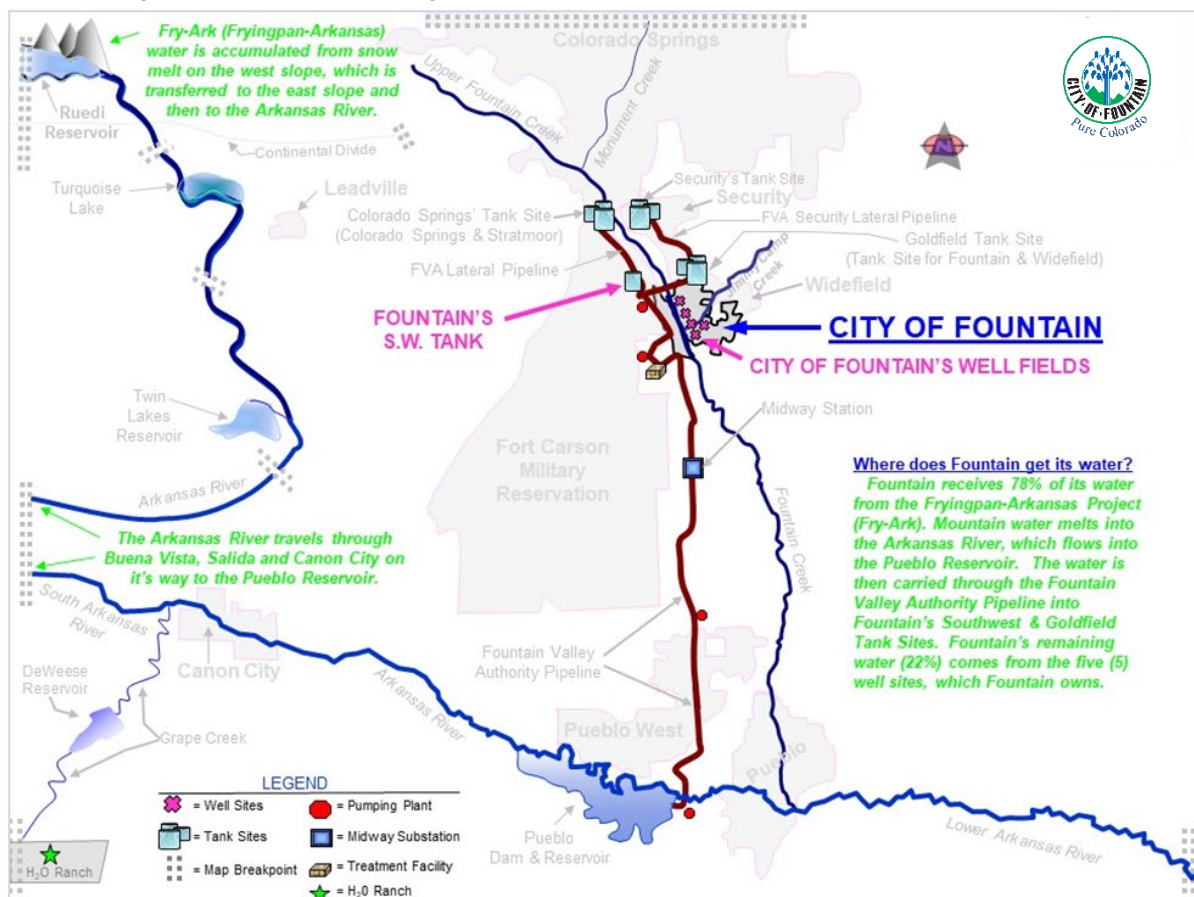 Fry-Ark (Fryingpan-Arkansas)
water is accumulated from snow
melt on the west slope, which is
transferred to the east slope and
then to the Arkansas River.
Colorado Springs
CITY·OF·FOUNTAIN
Pure Colorado
Upper Fountain Creek
Monument Creek
N
Ruedi
Reservoir
Continental Divide
Turquoise
Lake
Leadville
Security's Tank Site
Security
Colorado Springs' Tank Site
(Colorado Springs & Stratmoor)
FVA Security Lateral Pipeline
Goldfield Tank Site
(Tank Site for Fountain & Widefield)
FVA Lateral Pipeline
Jimmy Camp
Creek
Widefield
FOUNTAIN'S
S.W. TANK
CITY OF FOUNTAIN
CITY OF FOUNTAIN'S WELL FIELDS
Twin
Lakes
Reservoir
Midway Station
Fort Carson
Military
Reservation
Arkansas River
Fountain Creek
Where does Fountain get its water?
Fountain receives 78% of its water
from the Fryingpan-Arkansas Project
(Fry-Ark). Mountain water melts into
the Arkansas River, which flows into
the Pueblo Reservoir. The water is
then carried through the Fountain
Valley Authority Pipeline into
Fountain's Southwest & Goldfield
Tank Sites. Fountain's remaining
water (22%) comes from the five (5)
well sites, which Fountain owns.
The Arkansas River travels through
Buena Vista, Salida and Canon City on
it's way to the Pueblo Reservoir.
South Arkansas
River
Canon City
DeWeese
Reservoir
Grape Creek
Arkansas River
Fountain Valley
Authority Pipeline
Pueblo West
Pueblo
Pueblo
Dam & Reservoir
Lower Arkansas River
H₂O Ranch
LEGEND
= Well Sites
= Pumping Plant
= Tank Sites
= Midway Substation
= Map Breakpoint
= Treatment Facility
= H₂0 Ranch